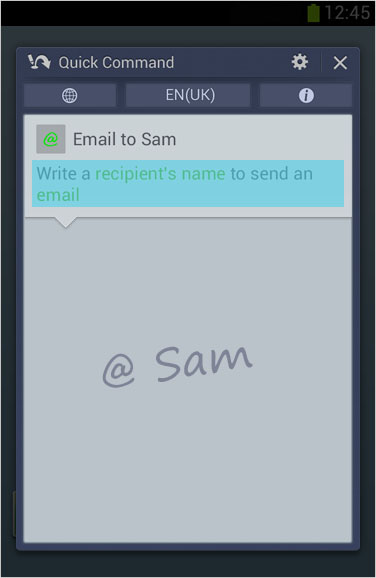 12:45
Quick Command
EN(UK)
@ Email to Sam
Write a recipient's name to send an
email
@ Sam